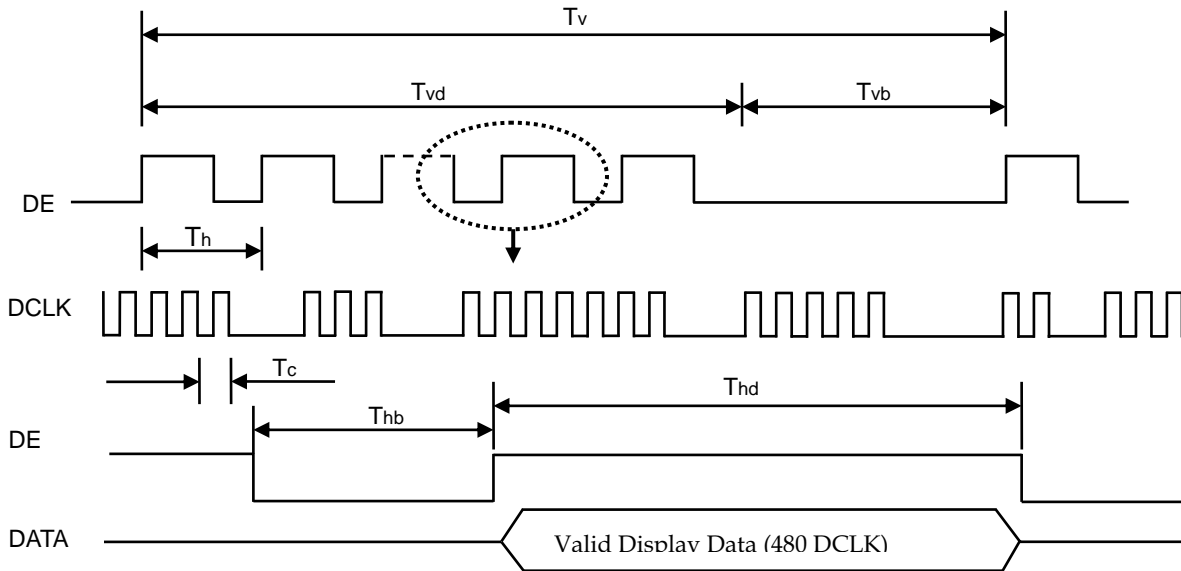 Tv
Tvd
Tvb
DE
Th
DCLK
Tc
Thd
Thb
DE
DATA
Valid Display Data (480 DCLK)